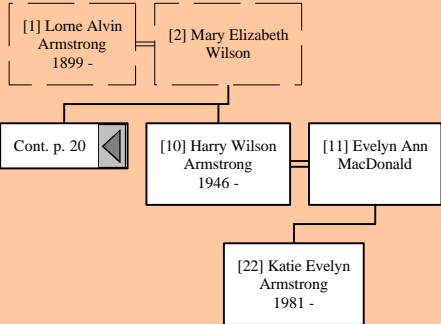 [1] Lorne Alvin
Armstrong
1899 -
[2] Mary Elizabeth
Wilson
Cont. p. 20
[10] Harry Wilson
Armstrong
1946 -
[11] Evelyn Ann
MacDonald
[22] Katie Evelyn
Armstrong
1981 -